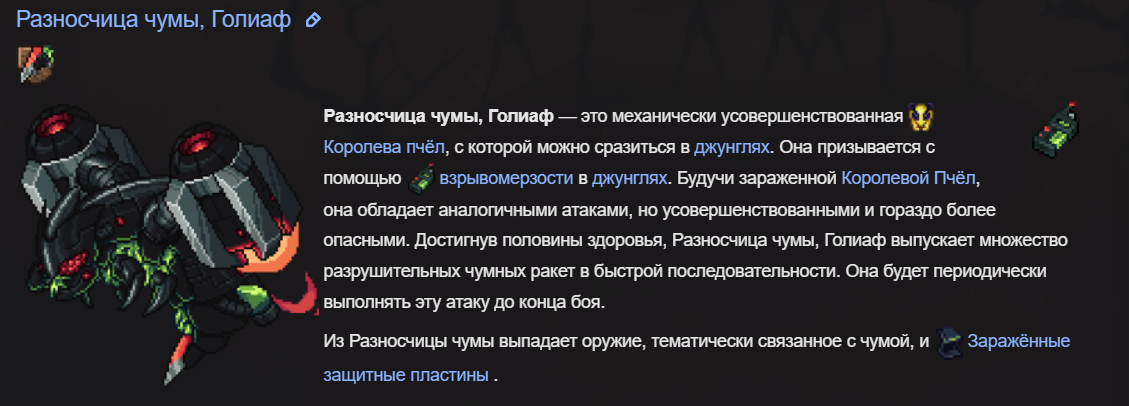 Разносчица чумы, Голиаф
Разносчица чумы, Голиаф — это механически усовершенствованная
Королева пчёл, с которой можно сразиться в джунглях. Она призывается с
помощью взрывомерзости в джунглях. Будучи зараженной Королевой Пчёл,
она обладает аналогичными атаками, но усовершенствованными и гораздо более
опасными. Достигнув половины здоровья, Разносчица чумы, Голиаф выпускает множество
разрушительных чумных ракет в быстрой последовательности. Она будет периодически
выполнять эту атаку до конца боя.
Из Разносчицы чумы выпадает оружие, тематически связанное с чумой, и Заражённые
защитные пластины .